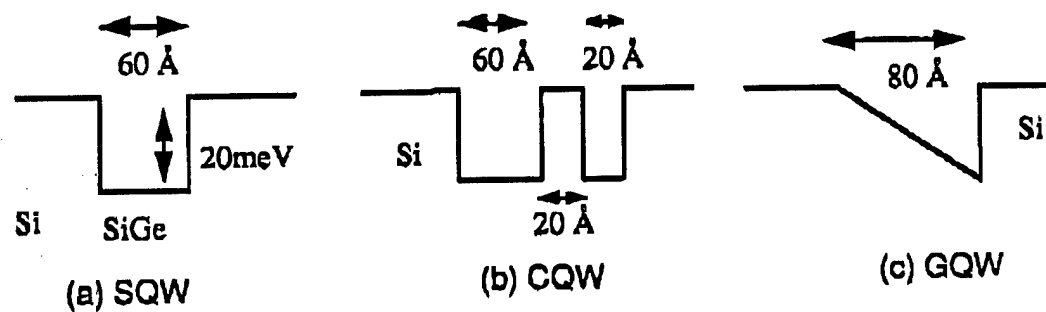 60 Å
20meV
Si
SiGe
(a) SQW
60 Å
20 Å
Si
20 Å
(b) CQW
80 Å
Si
(c) GQW